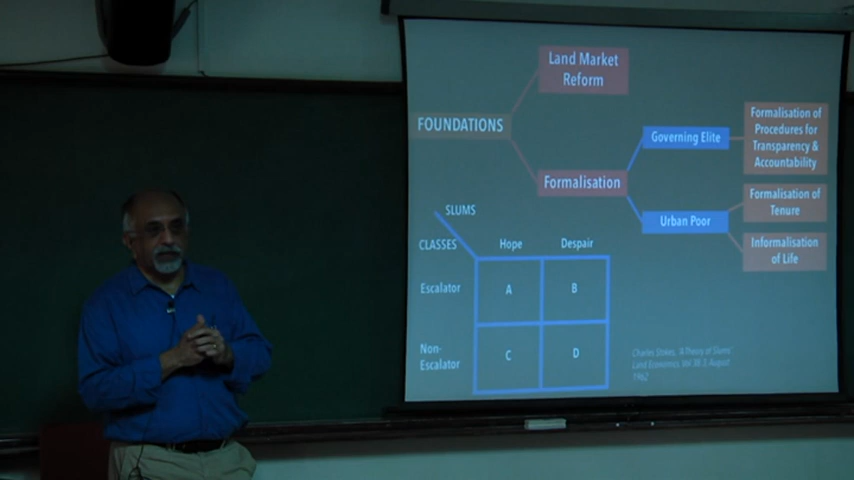 Land Market
Reform
FOUNDATIONS
Formalisation
Governing Elite
Formalisation of
Procedures for
Transparency &
Accountability
Urban Poor
Formalisation of
Tenure
Informalisation
of Life
SLUMS
CLASSES
Hope
Despair
Escalator
A
B
Non-
Escalator
C
D
Charles Stokes, 'A Theory of Slums'
Land Economics, Vol 38: 3, August
1962